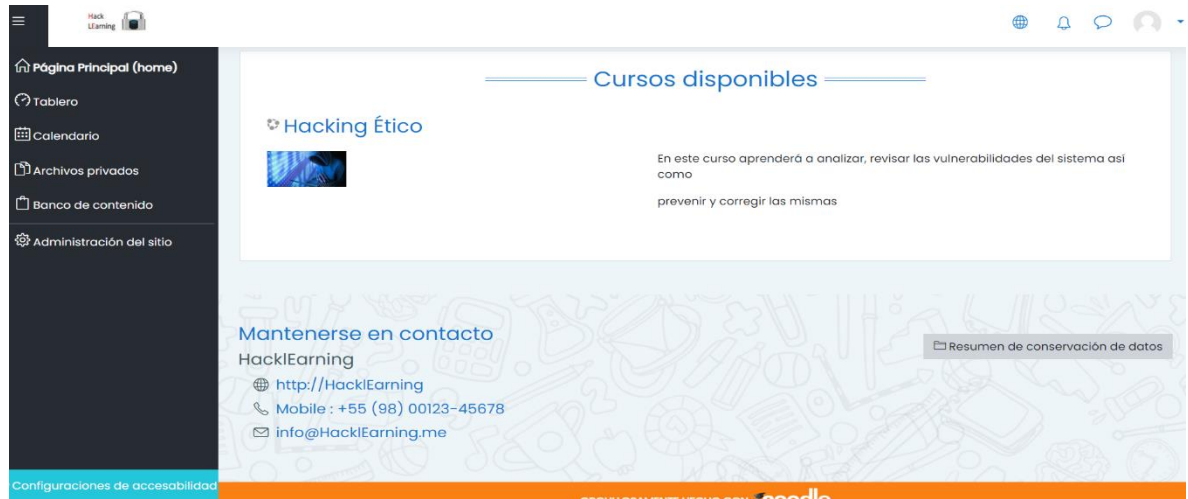 Hack
LEarning
Página Principal (home)
Tablero
Calendario
Archivos privados
Banco de contenido
Administración del sitio
Configuraciones de accesabilidad
Cursos disponibles
Hacking Ético
En este curso aprenderá a analizar, revisar las vulnerabilidades del sistema asi
como
prevenir y corregir las mismas
Mantenerse en contacto
HacklEarning
http://HacklEarning
Mobile : +55 (98) 00123-45678
info@HacklEarning.me
Resumen de conservación de datos
moodle